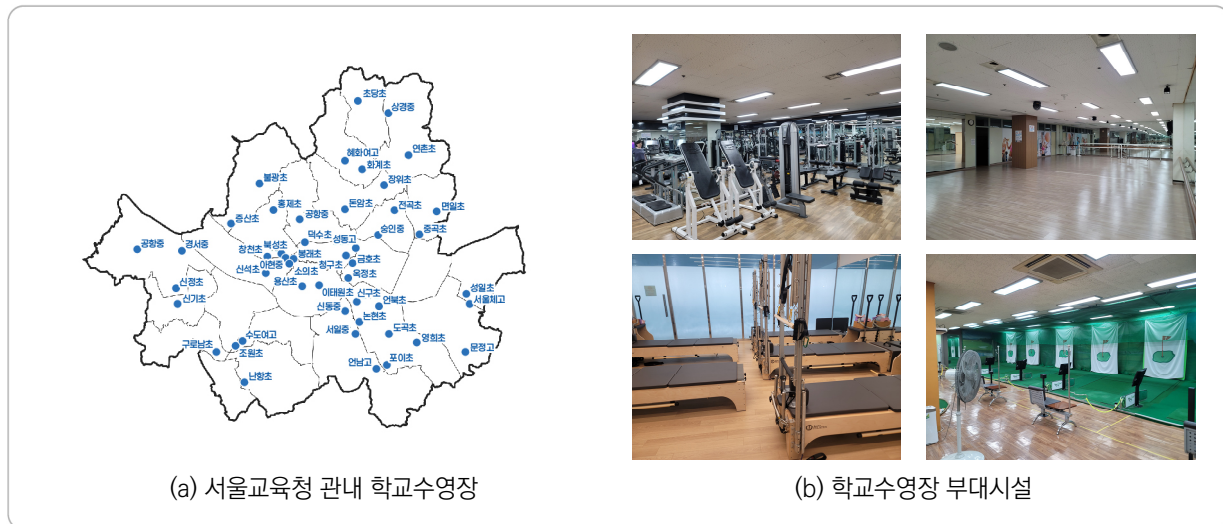 초당초
상경중
연촌초
혜화여고
화계초
장위초
불광초
홍제초
공항중
돈암초
전곡초
면일초
증산초
숭인중
중곡초
덕수초
성동고
공항중
경서중
창천초
북성초
봉래초
청구초
금호초
신석초
아현중
소의초
옥정초
신정초
용산초
이태원초
신구초
언북초
성일초
신기초
신동중
서울체고
논현초
수도여고
서일중
도곡초
영희초
구로남초
조원초
문정고
언남고
포이초
난향초
(a) 서울교육청 관내 학교수영장
(b) 학교수영장 부대시설